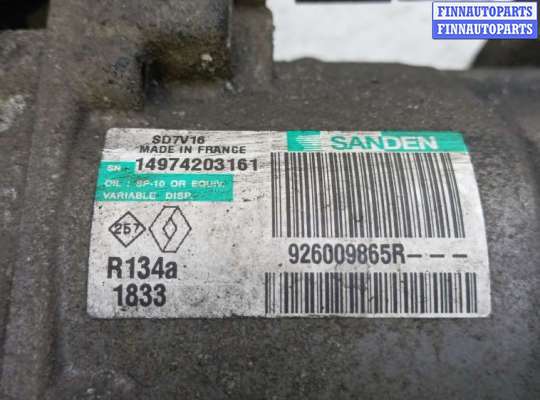 FINNAUTOPARTS
FINNAUTOPARTS
SD7V16
MADE IN FRANCE
SN: 14974203161
OIL : SP-10 OR EQUIV.
VARIABLE DISP.
SANDEN
257
R134a
1833
926009865R---